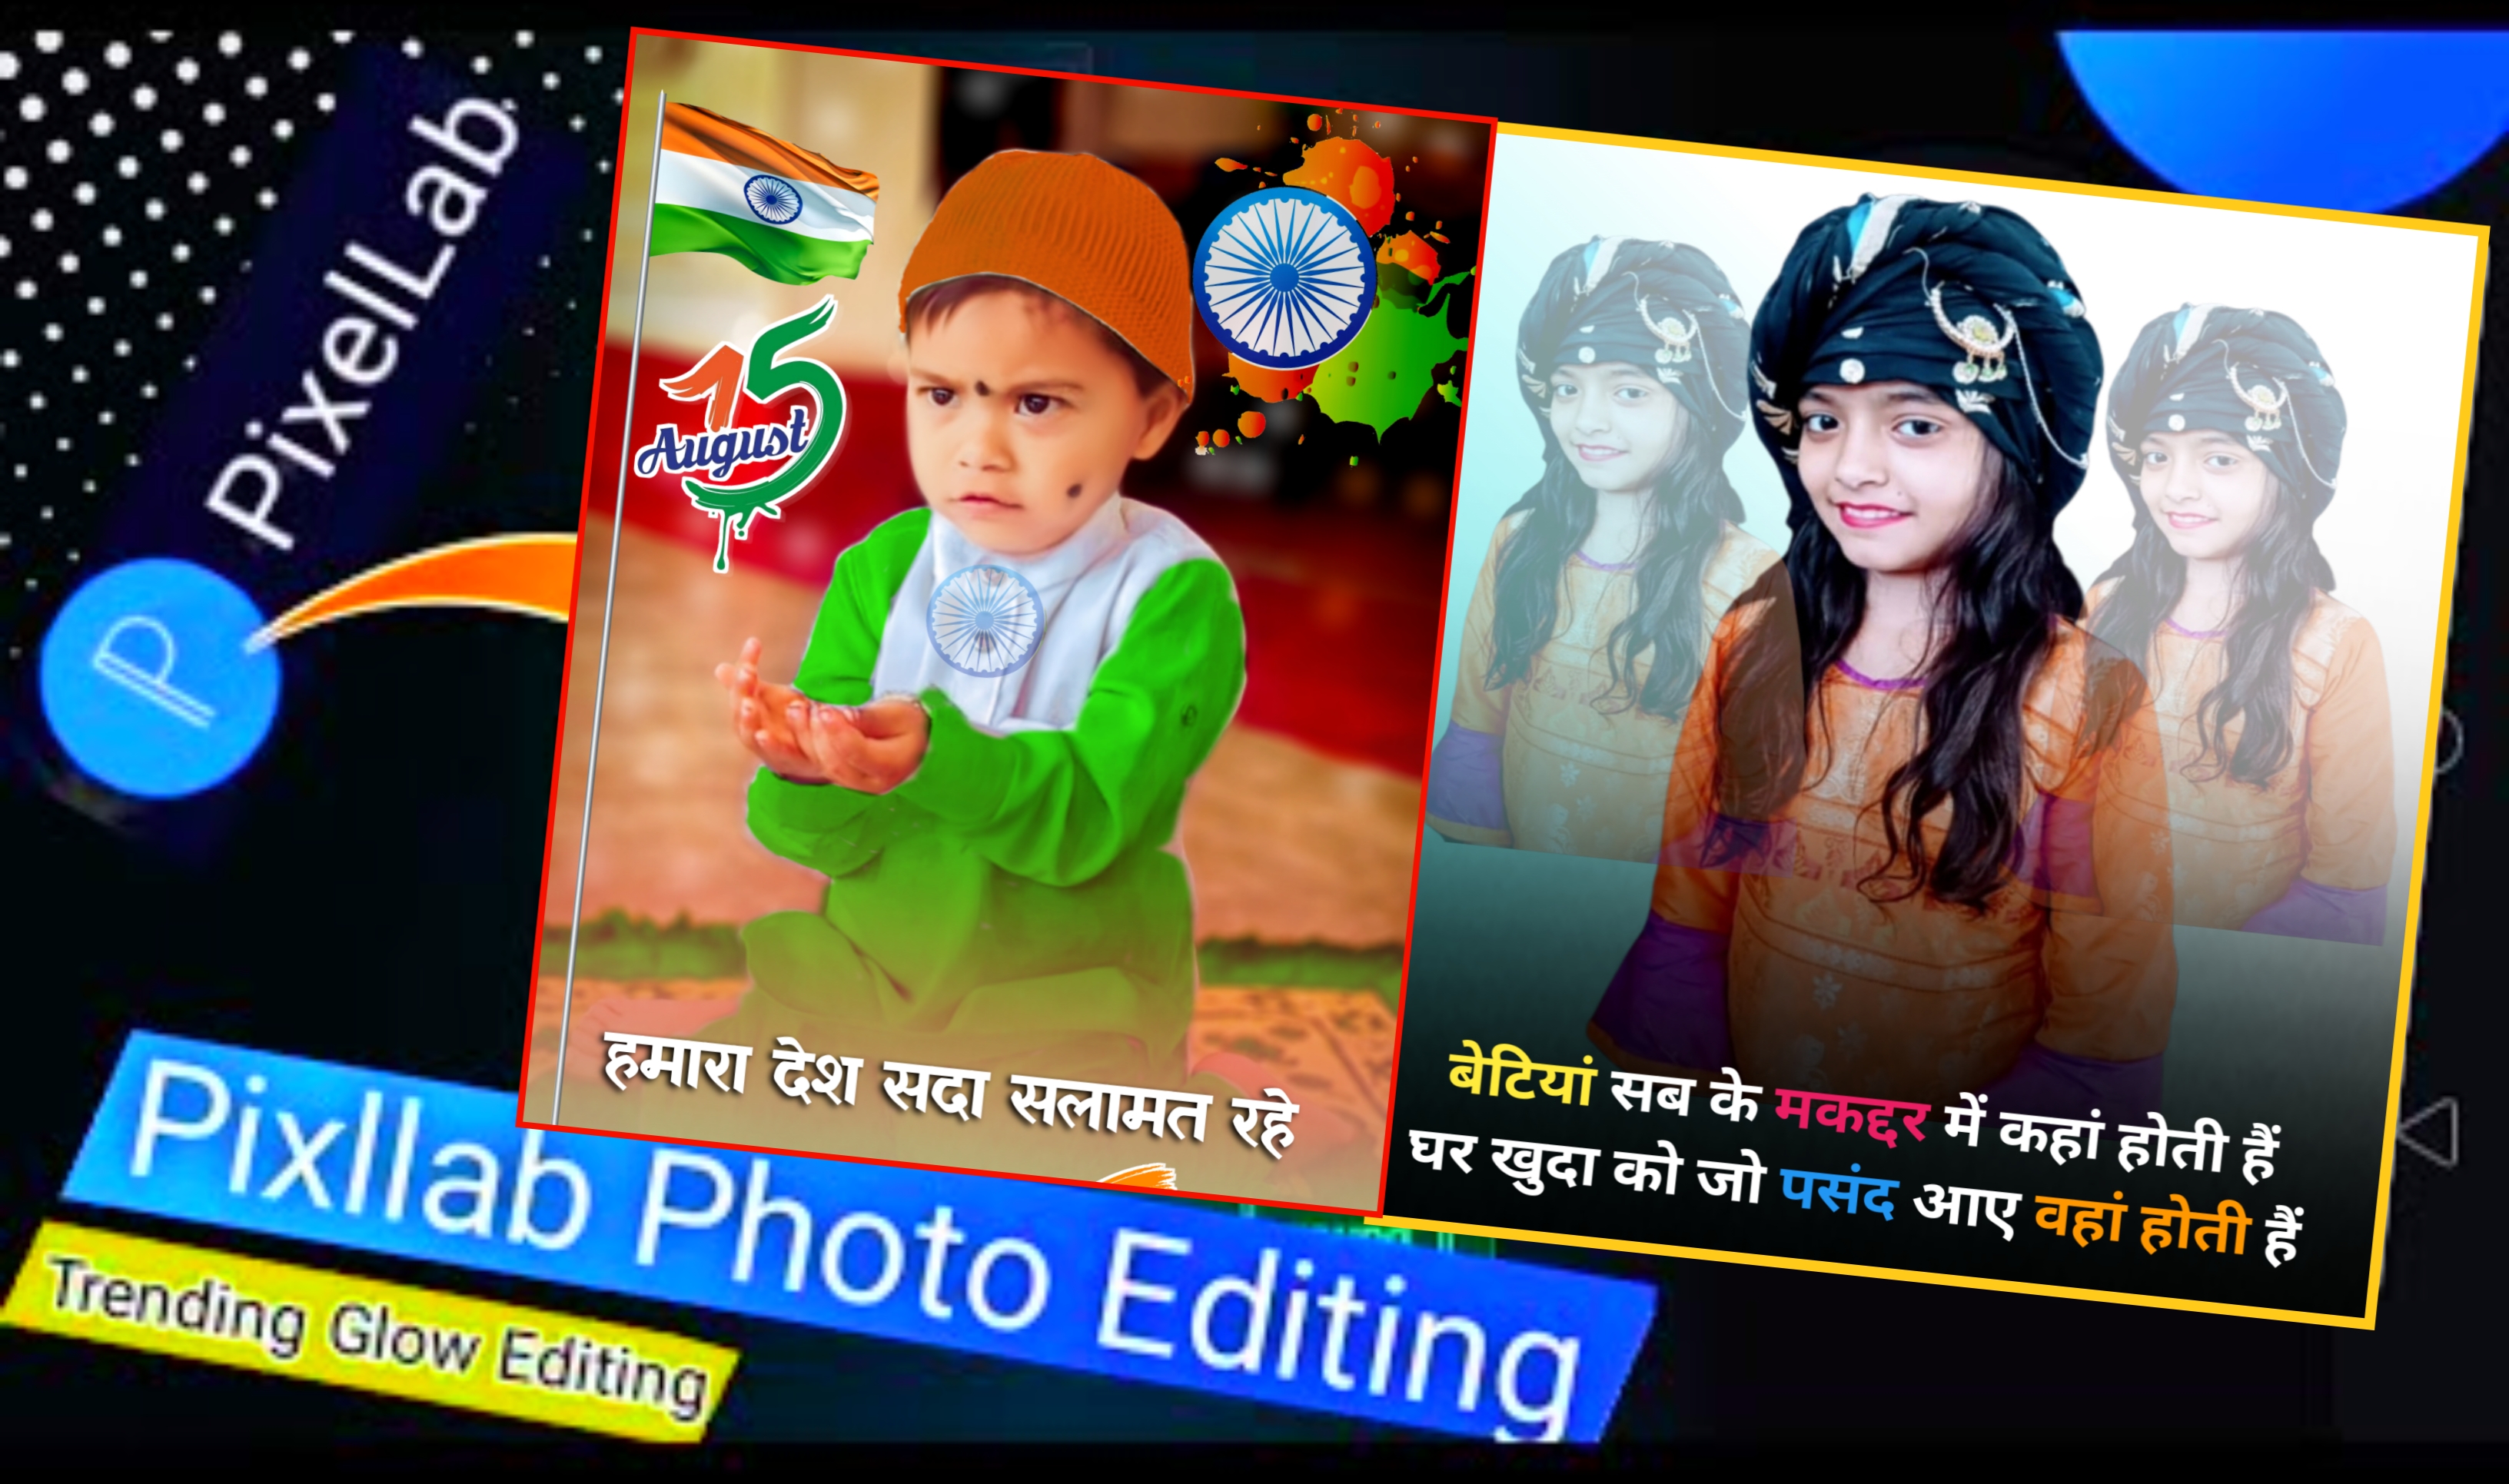 PixelLab
P
15
August
हमारा देश सदा सलामत रहे
बेटियां सब के मकद्दर में कहां होती हैं
घर खुदा को जो पसंद आए वहां होती हैं
Pixllab Photo Editing
Trending Glow Editing